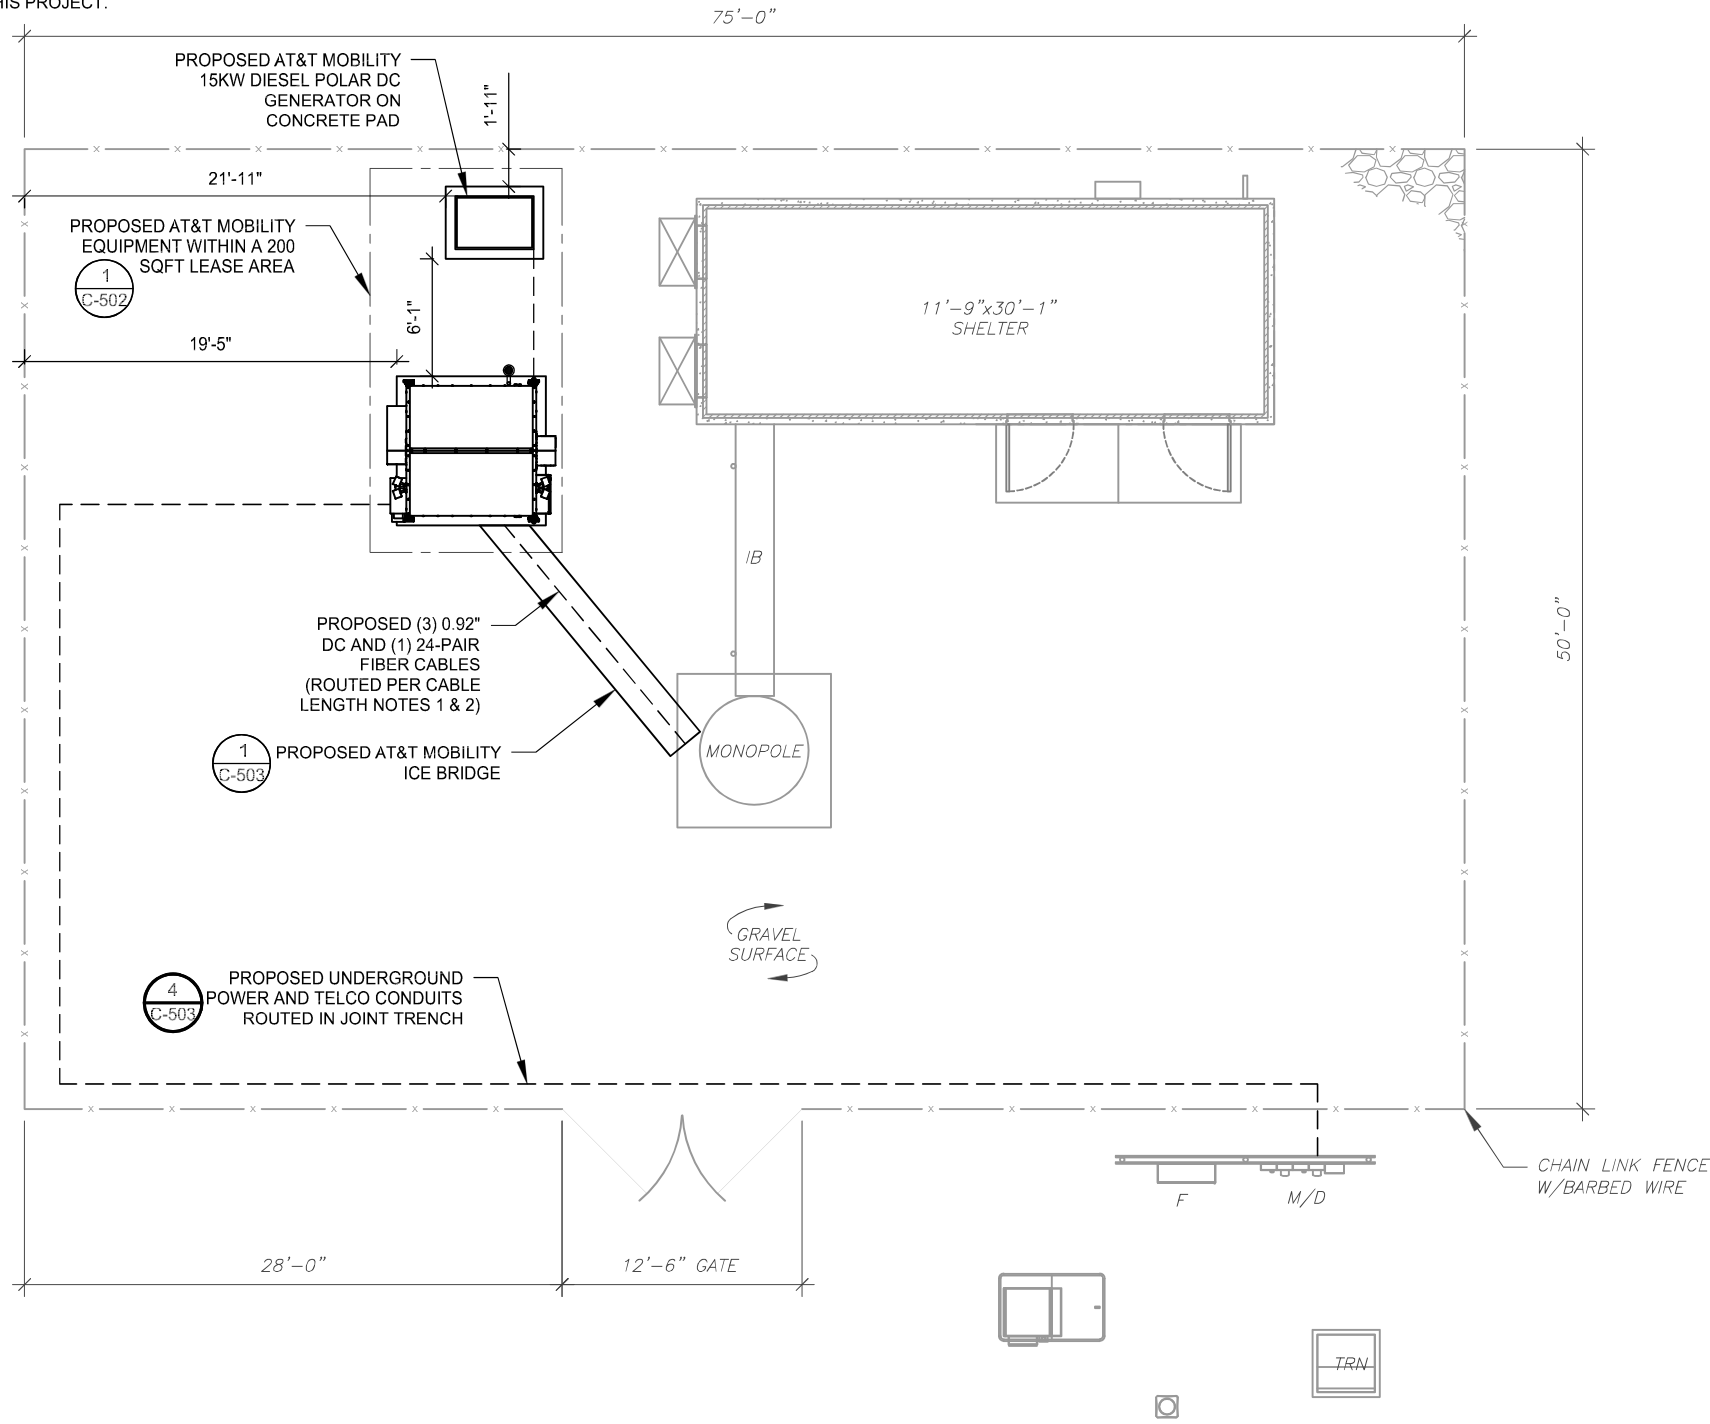 HIS PROJECT.
75'-0"
PROPOSED AT&T MOBILITY
15KW DIESEL POLAR DC
GENERATOR ON
CONCRETE PAD
1'-11"
21'-11"
PROPOSED AT&T MOBILITY
EQUIPMENT WITHIN A 200
SQFT LEASE AREA
1
C-502
6'-1"
19'-5"
11'-9"x30'-1"
SHELTER
IB
50'-0"
PROPOSED (3) 0.92"
DC AND (1) 24-PAIR
FIBER CABLES
(ROUTED PER CABLE
LENGTH NOTES 1 & 2)
1
C-503
PROPOSED AT&T MOBILITY
ICE BRIDGE
MONOPOLE
GRAVEL
SURFACE
4
C-503
PROPOSED UNDERGROUND
POWER AND TELCO CONDUITS
ROUTED IN JOINT TRENCH
CHAIN LINK FENCE
W/BARBED WIRE
F
M/D
28'-0"
12'-6" GATE
TRN